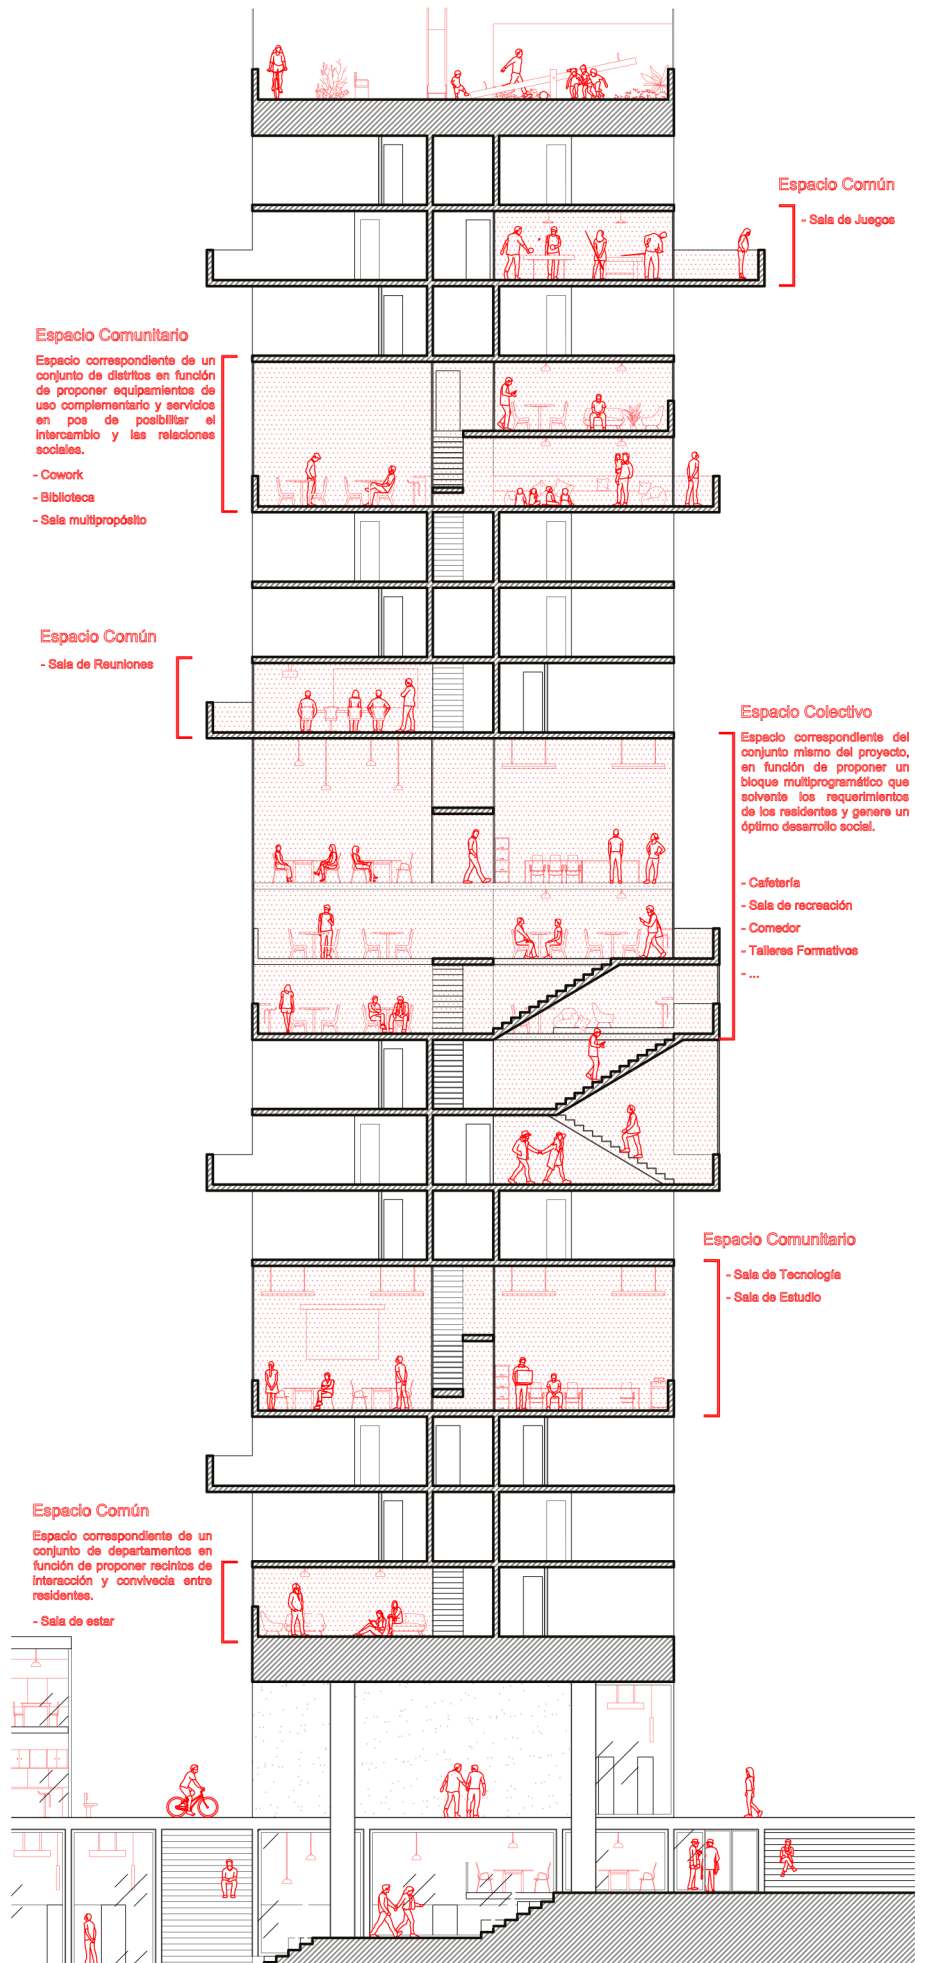 Espacio Común
- Sala de Juegos
Espacio Comunitario
Espacio correspondiente de un
conjunto de distritos en función
de proponer equipamientos de
uso complementario y servicios
en pos de posibilitar el
intercambio y las relaciones
sociales.
- Cowork
- Biblioteca
- Sala multipropósito
Espacio Común
- Sala de Reuniones
Espacio Colectivo
Espacio correspondiente del
conjunto mismo del proyecto,
en función de proponer un
bloque multiprogramático que
solvente los requerimientos
de los residentes y genere un
óptimo desarrollo social.
- Cafetería
- Sala de recreación
- Comedor
- Talleres Formativos
- ...
Espacio Comunitario
- Sala de Tecnología
- Sala de Estudio
Espacio Común
Espacio correspondiente de un
conjunto de departamentos en
función de proponer recintos de
interacción y convivecia entre
residentes.
- Sala de estar